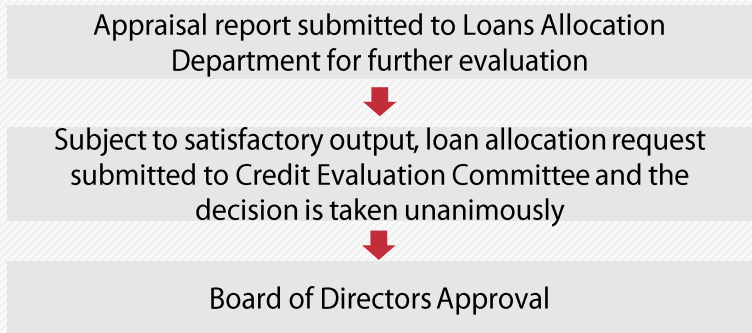 Appraisal report submitted to Loans Allocation
Department for further evaluation
Subject to satisfactory output, loan allocation request
submitted to Credit Evaluation Committee and the
decision is taken unanimously
Board of Directors Approval